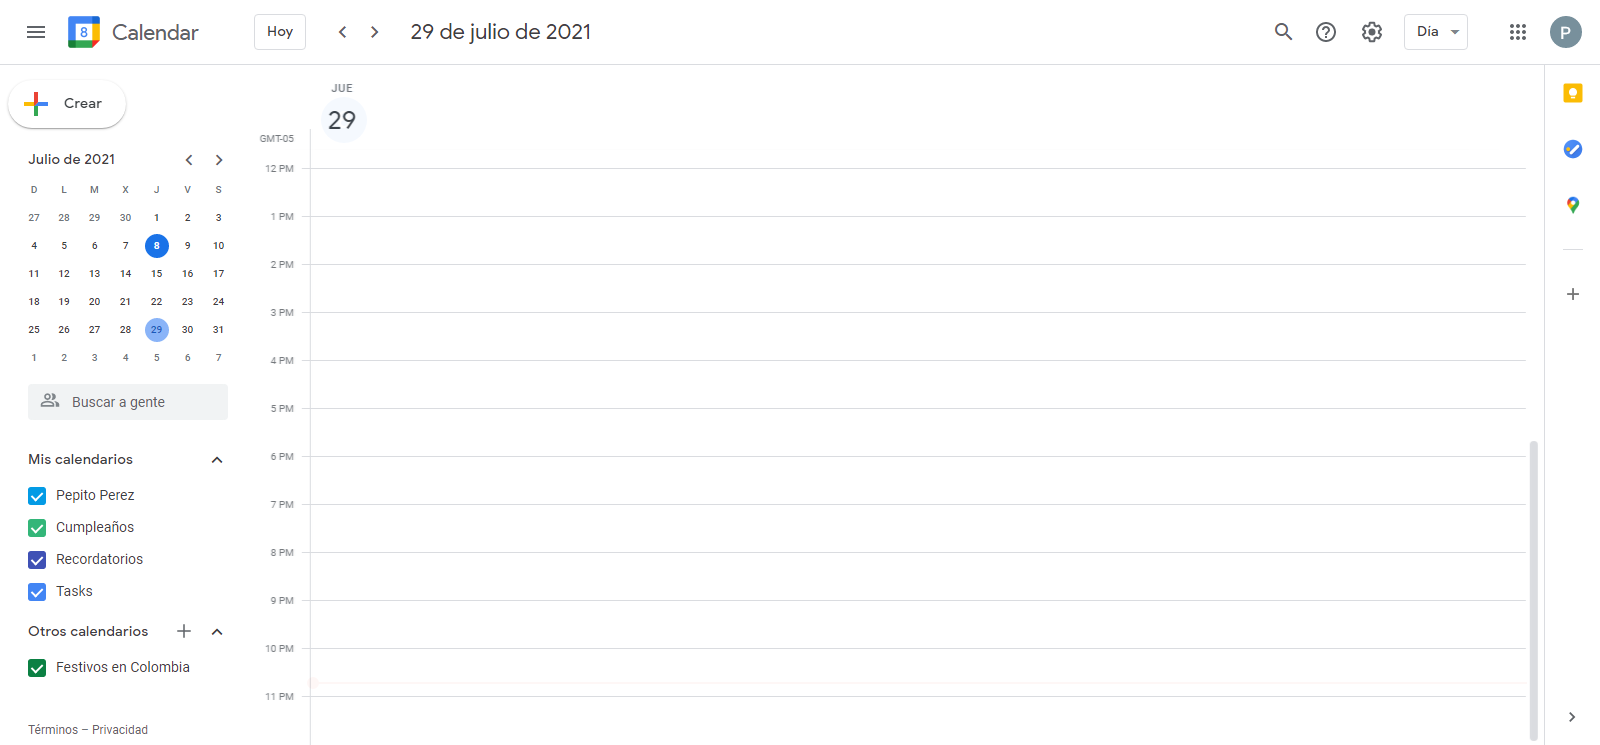 8 Calendar Hoy 29 de julio de 2021 Día P
Crear
JUE
29
GMT-05
Julio de 2021
D L M X J V S
27 28 29 30 1 2 3
4 5 6 7 8 9 10
11 12 13 14 15 16 17
18 19 20 21 22 23 24
25 26 27 28 29 30 31
1 2 3 4 5 6 7
Buscar a gente
Mis calendarios
Pepito Perez
Cumpleaños
Recordatorios
Tasks
Otros calendarios
Festivos en Colombia
Términos – Privacidad
12 PM
1 PM
2 PM
3 PM
4 PM
5 PM
6 PM
7 PM
8 PM
9 PM
10 PM
11 PM